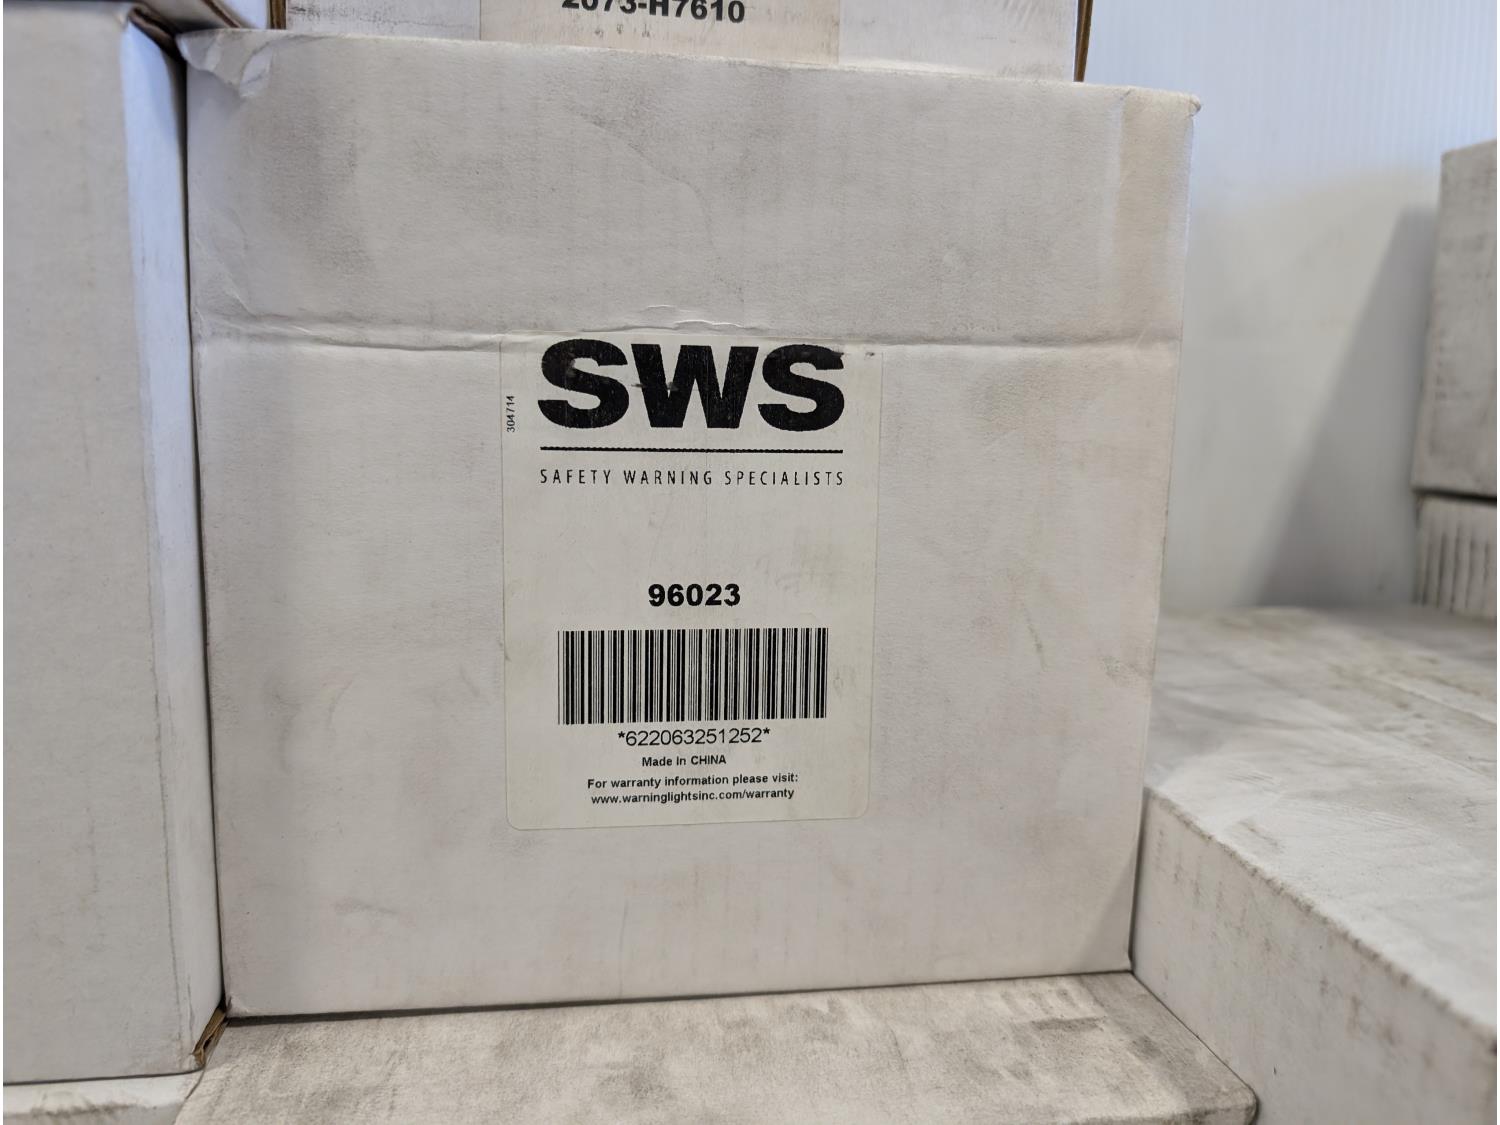 2073-H7610
SWS
304714
SAFETY WARNING SPECIALISTS
96023
*622063251252*
Made In CHINA
For warranty information please visit:
www.warninglightsinc.com/warranty